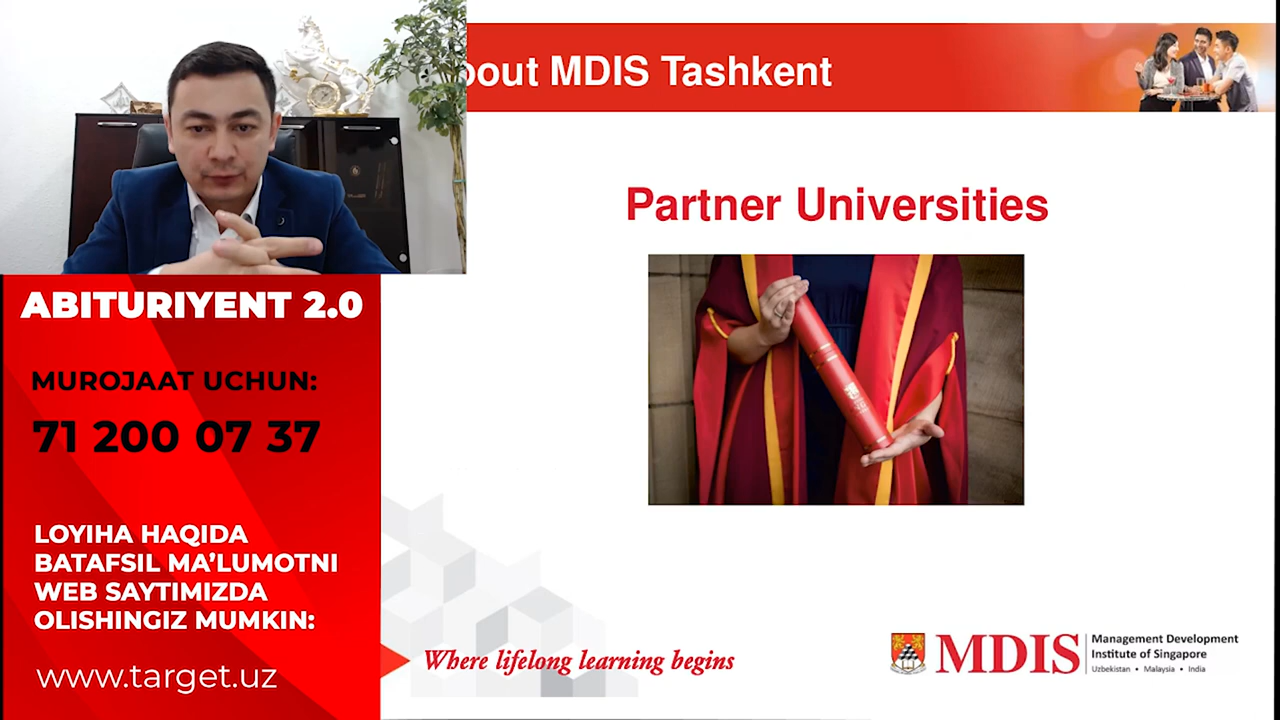 bout MDIS Tashkent
Partner Universities
ABITURIYENT 2.0
MUROJAAT UCHUN:
71 200 07 37
LOYIHA HAQIDA
BATAFSIL MA’LUMOTNI
WEB SAYTIMIZDA
OLISHINGIZ MUMKIN:
www.target.uz
Where lifelong learning begins
MDIS
Management Development
Institute of Singapore
Uzbekistan • Malaysia • India